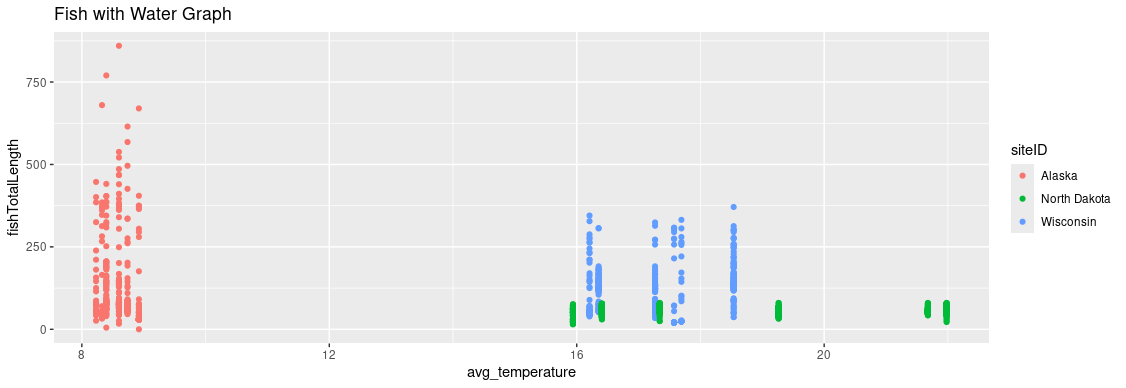 Fish with Water Graph
fishTotalLength
750
500
250
0
8
12
16
20
avg_temperature
siteID
Alaska
North Dakota
Wisconsin